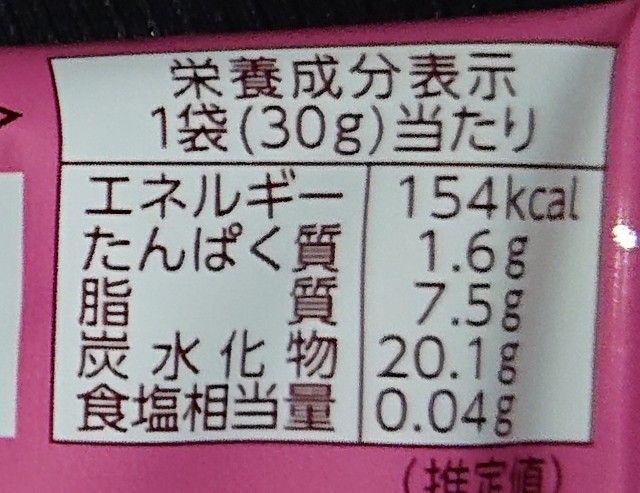 栄養成分表示
1袋(30g)当たり
エネルギー 154kcal
たんぱく質 1.6g
脂質 7.5g
炭水化物 20.1g
食塩相当量 0.04g
(推定値)